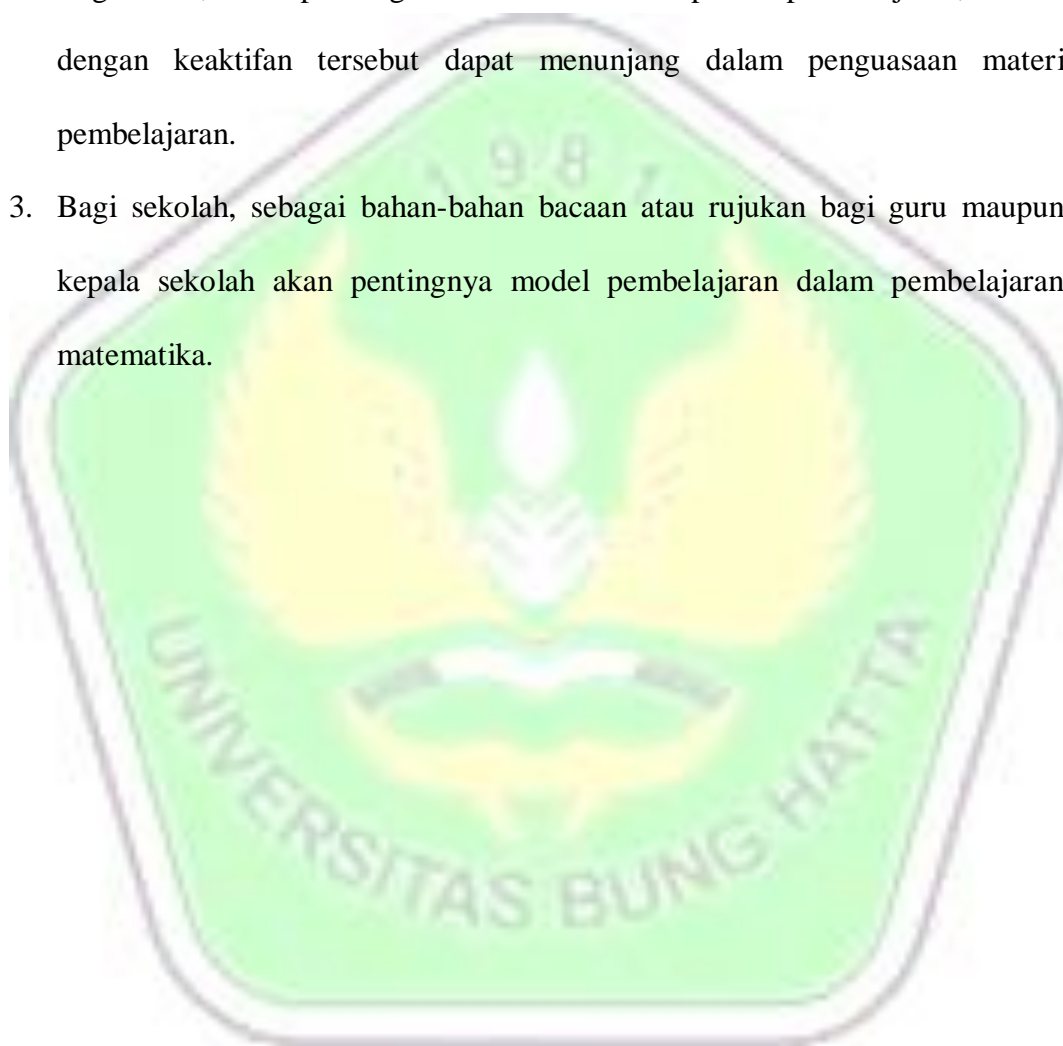 dengan keaktifan tersebut dapat menunjang dalam penguasaan materi
pembelajaran.
3. Bagi sekolah, sebagai bahan-bahan bacaan atau rujukan bagi guru maupun
kepala sekolah akan pentingnya model pembelajaran dalam pembelajaran
matematika.
1981
UNIVERSITAS BUNG HATTA